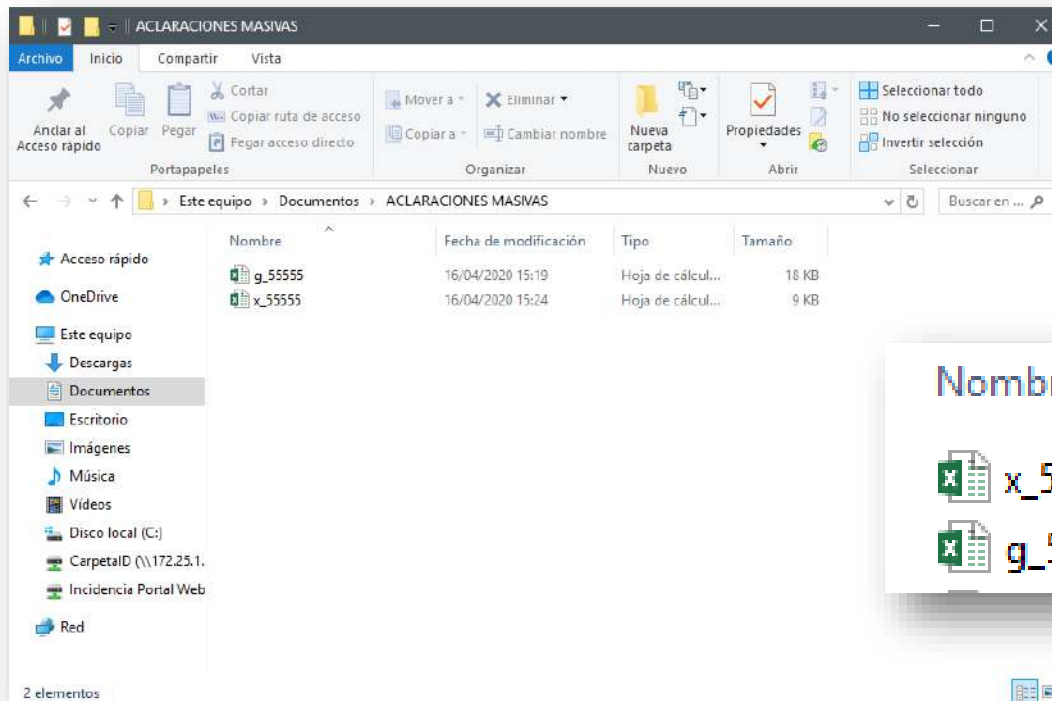 ACLARACIONES MASIVAS
Archivo Inicio Compartir Vista
Andar al Acceso rápido
Copiar
Pegar
Cortar
Copiar ruta de acceso
Pegar acceso directo
Portapapeles
Mover a
Copiar a
Eliminar
Cambiar nombre
Organizar
Nueva carpeta
Nuevo
Propiedades
Abrir
Seleccionar todo
No seleccionar ninguno
Invertir selección
Seleccionar
Este equipo > Documentos > ACLARACIONES MASIVAS
Buscar en ...
Nombre Fecha de modificación Tipo Tamaño
g_55555 16/04/2020 15:19 Hoja de cálcul... 18 KB
x_55555 16/04/2020 15:24 Hoja de cálcul... 9 KB
Acceso rápido
OneDrive
Este equipo
Descargas
Documentos
Escritorio
Imágenes
Música
Vídeos
Disco local (C:)
CarpetaID (\\172.25.1.
Incidencia Portal Web
Red
2 elementos
Nomb
x_5
g_